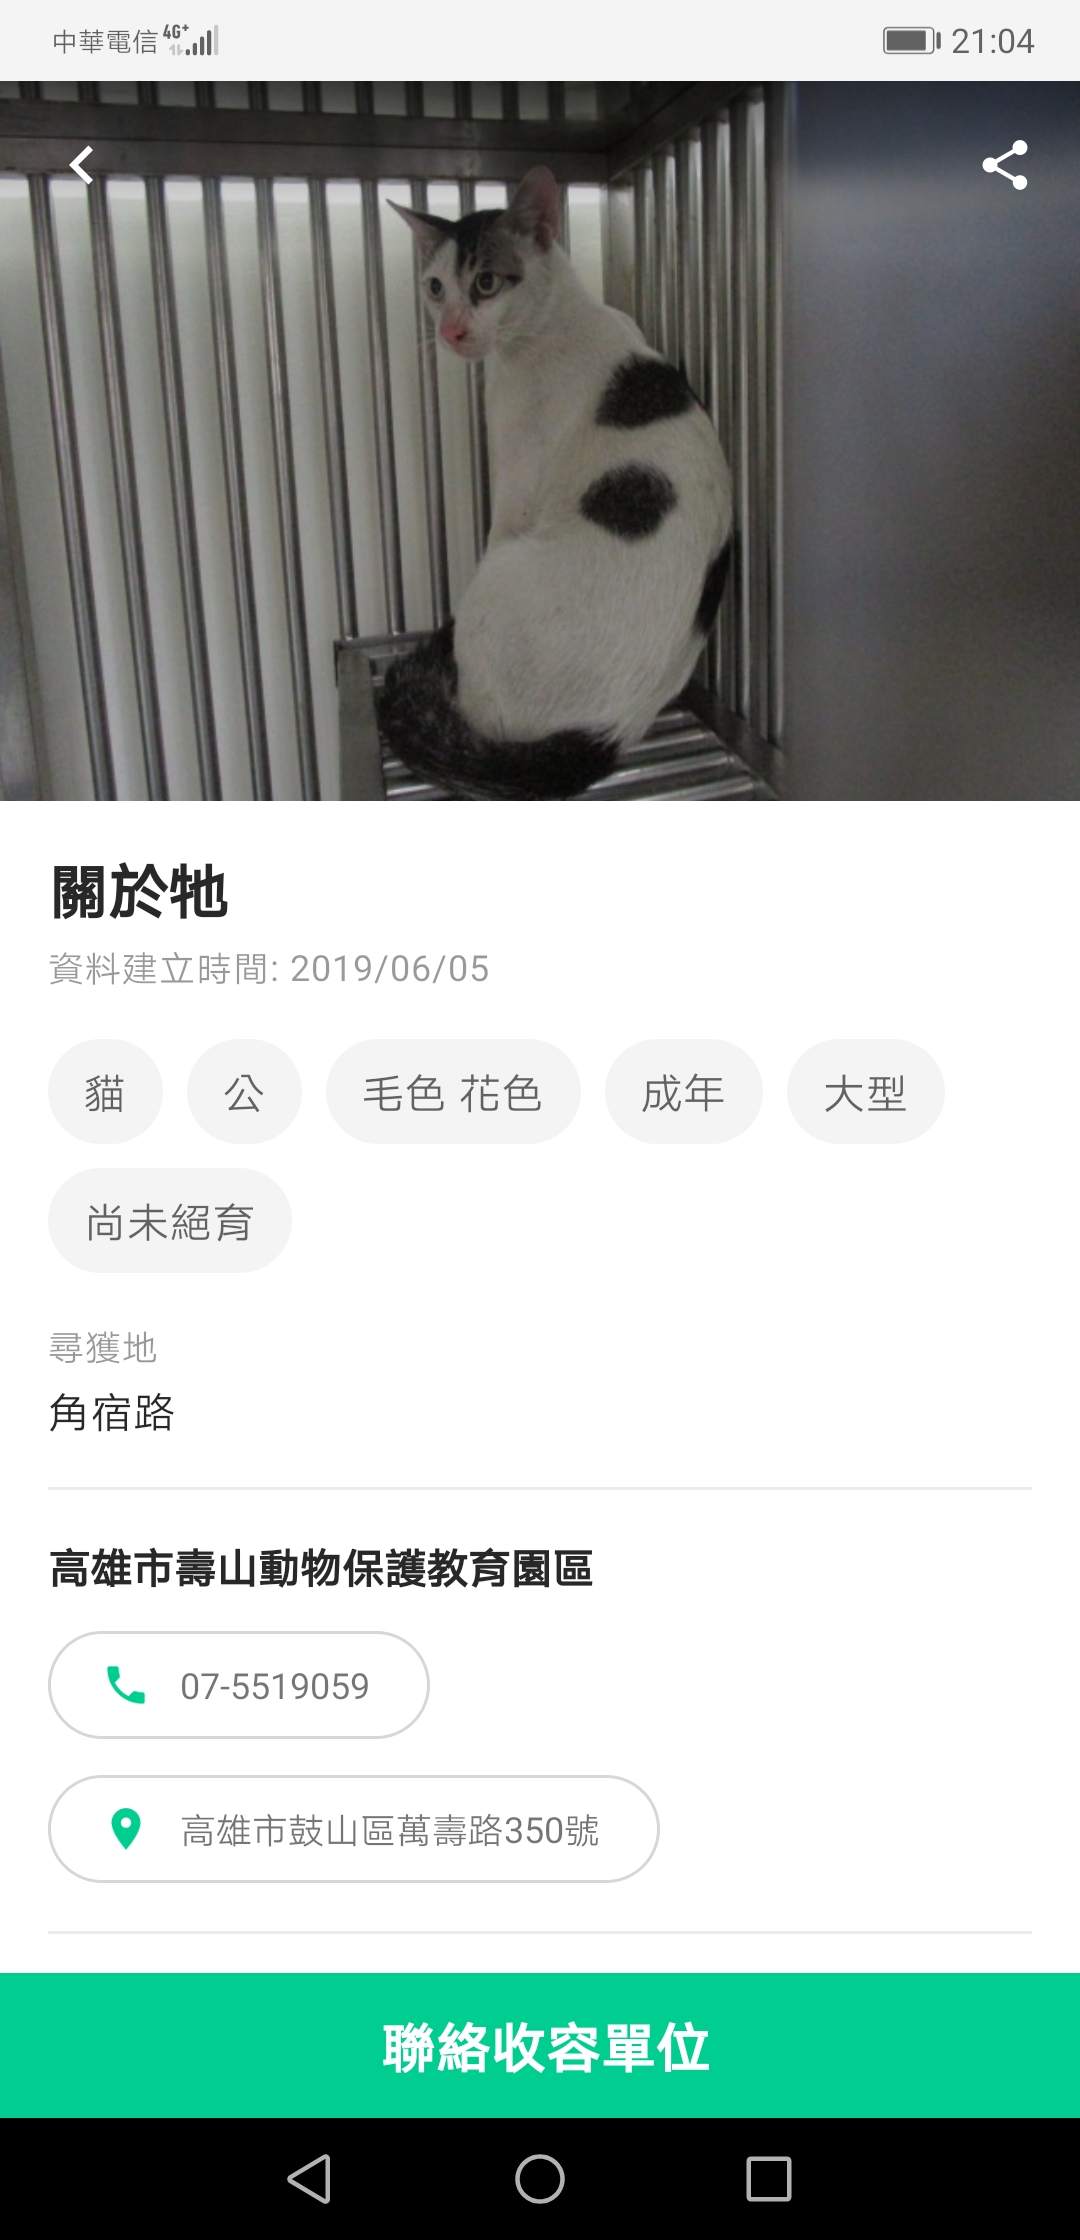 中華電信 4G+ 21:04
關於牠
資料建立時間: 2019/06/05
貓 公 毛色 花色 成年 大型
尚未絕育
尋獲地
角宿路
高雄市壽山動物保護教育園區
07-5519059
高雄市鼓山區萬壽路350號
聯絡收容單位